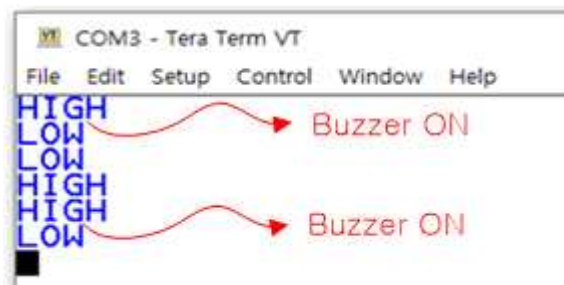 VT COM3 - Tera Term VT
File Edit Setup Control Window Help
HIGH
LOW Buzzer ON
LOW
HIGH
HIGH
LOW Buzzer ON